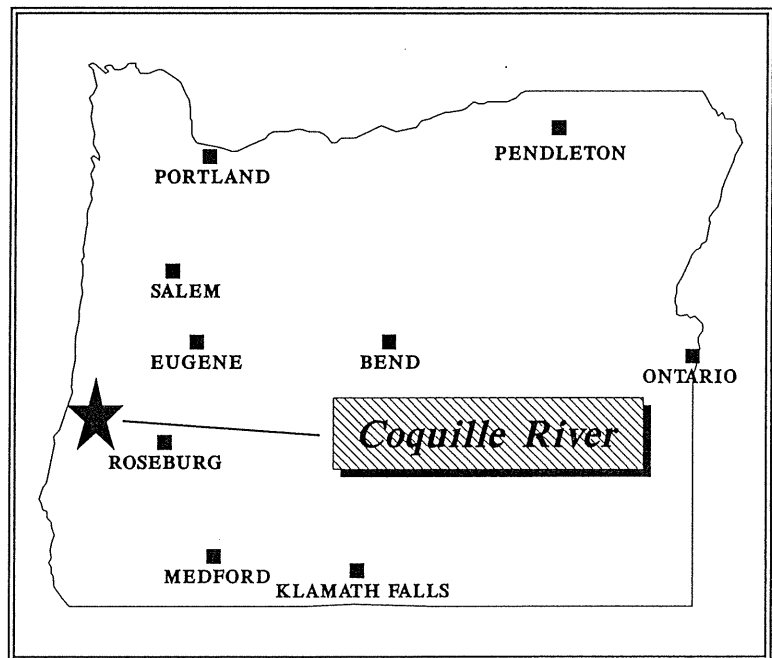 PENDLETON
PORTLAND
SALEM
EUGENE
BEND
ONTARIO
Coquille River
ROSEBURG
MEDFORD
KLAMATH FALLS